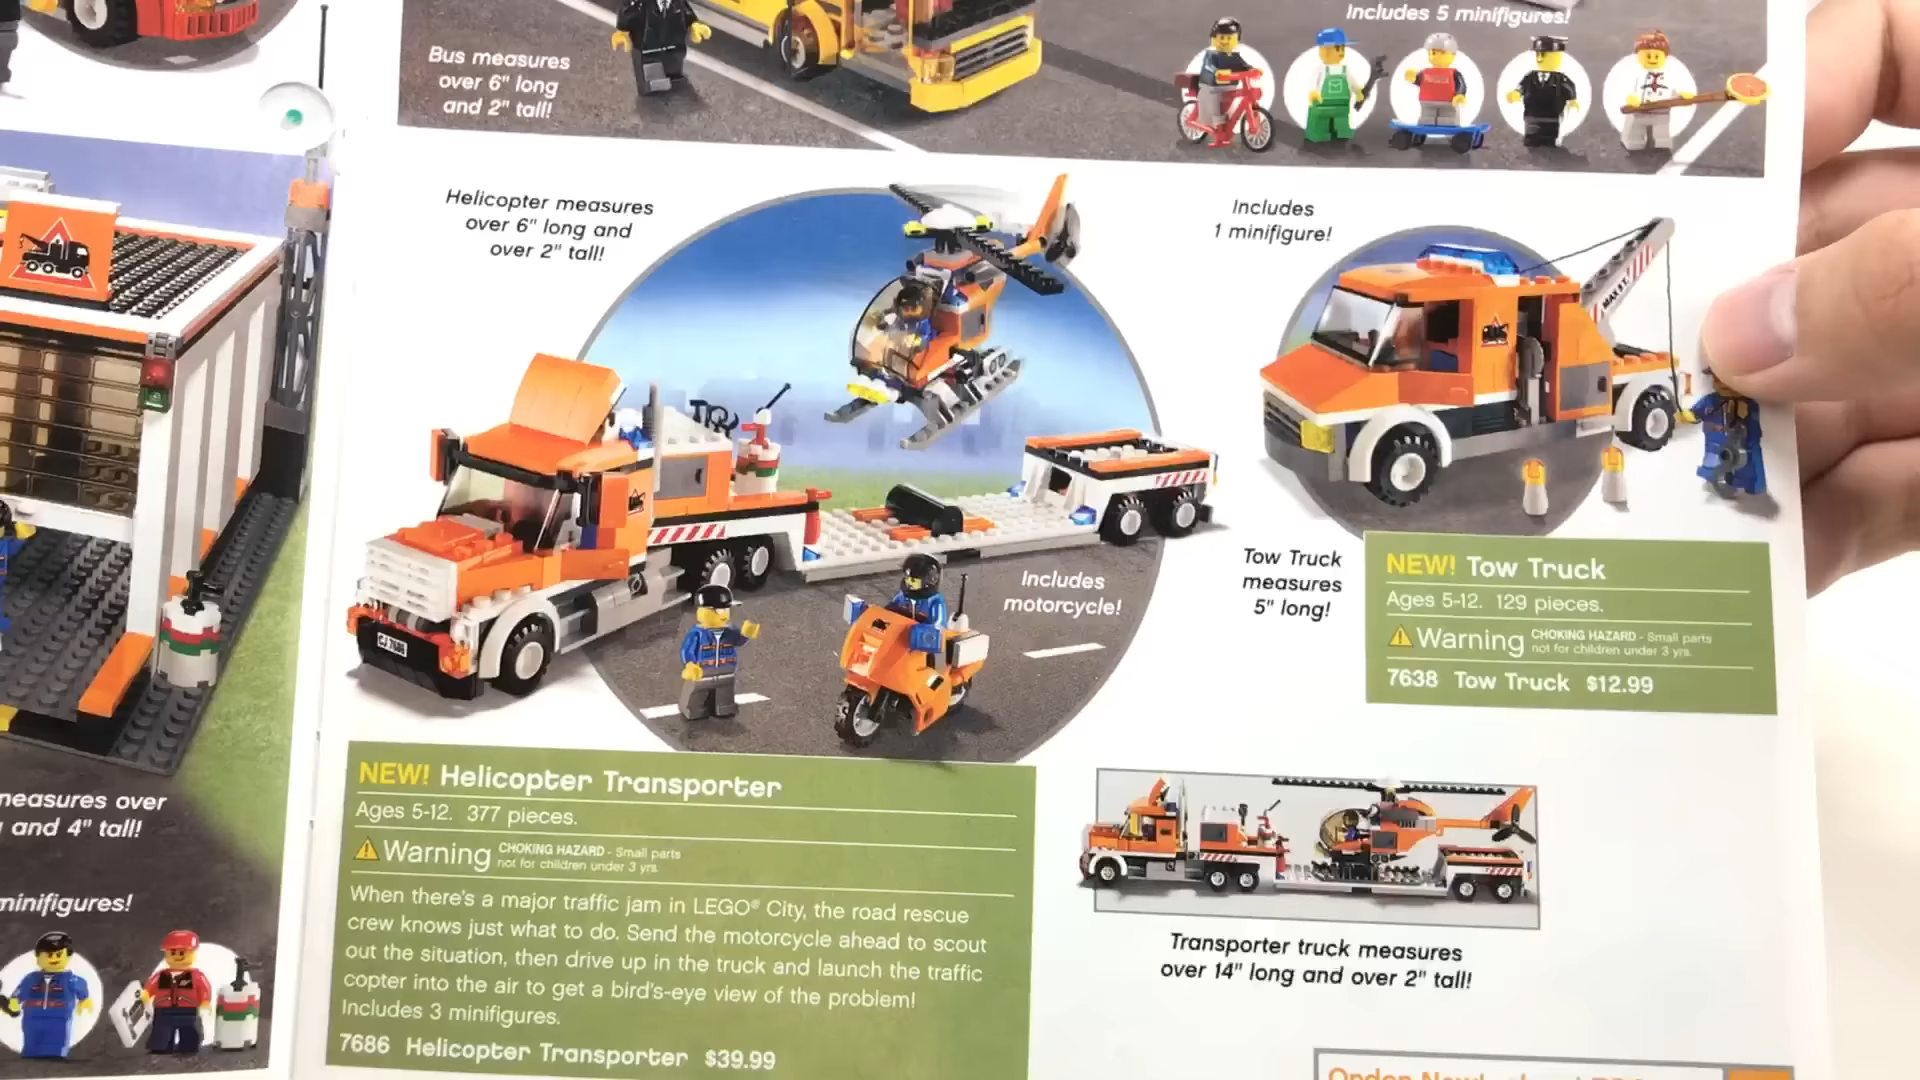 Includes 5 minifigures!
Bus measures
over 6" long
and 2" tall!
Helicopter measures
over 6" long and
over 2" tall!
Includes
1 minifigure!
MAX 5 T.
Includes
motorcycle!
CJ 7686
Tow Truck
measures
5" long!
NEW! Tow Truck
Ages 5-12. 129 pieces.
Warning CHOKING HAZARD - Small parts
not for children under 3 yrs.
7638 Tow Truck $12.99
NEW! Helicopter Transporter
Ages 5-12. 377 pieces.
Warning CHOKING HAZARD - Small parts
not for children under 3 yrs.
When there's a major traffic jam in LEGO® City, the road rescue
crew knows just what to do. Send the motorcycle ahead to scout
out the situation, then drive up in the truck and launch the traffic
copter into the air to get a bird's-eye view of the problem!
Includes 3 minifigures.
7686 Helicopter Transporter $39.99
Transporter truck measures
over 14" long and over 2" tall!
measures over
and 4" tall!
minifigures!